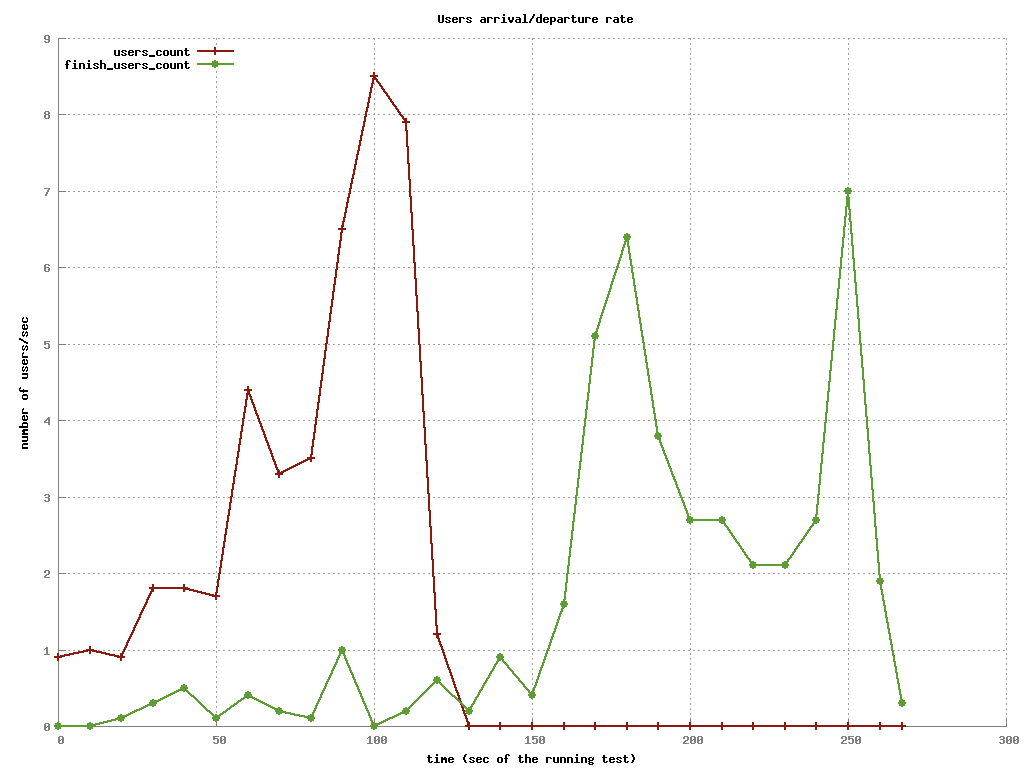 Users arrival/departure rate
users_count
finish_users_count
number of users/sec
9
8
7
6
5
4
3
2
1
0
0 50 100 150 200 250 300
time (sec of the running test)